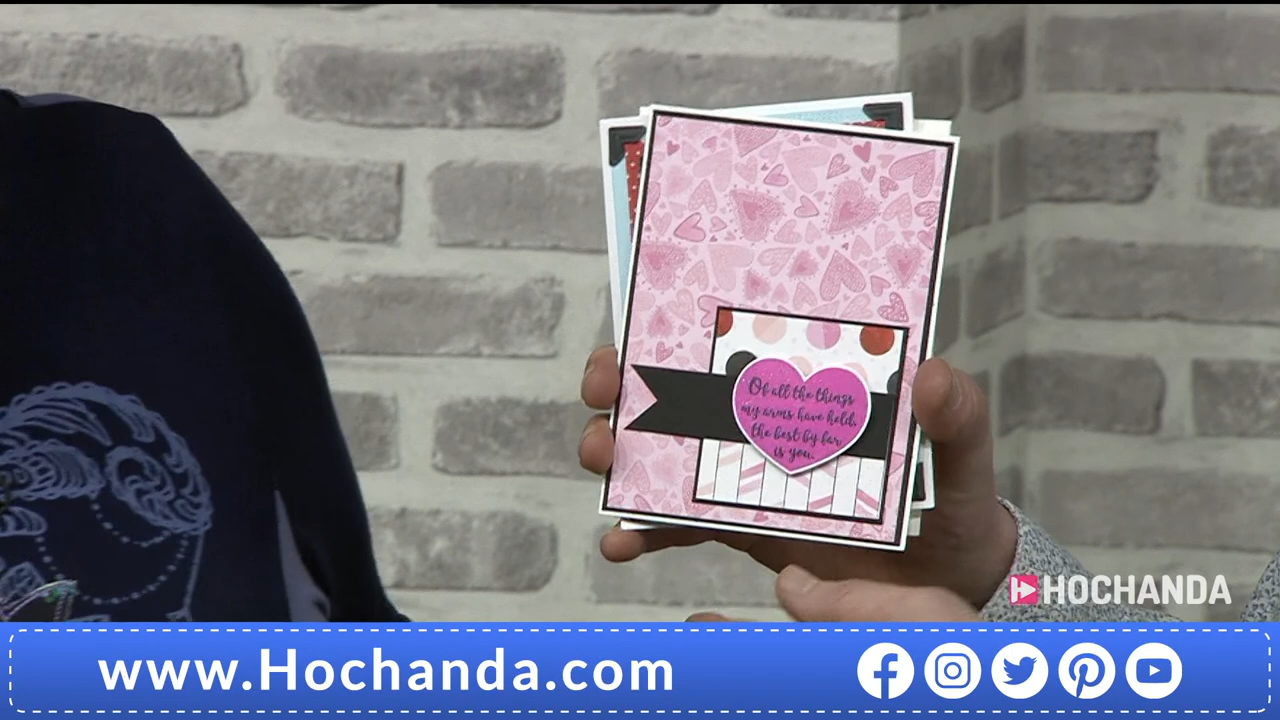 Of all the things
my arms have held,
the best by far
is you.
HOCHANDA
www.Hochanda.com